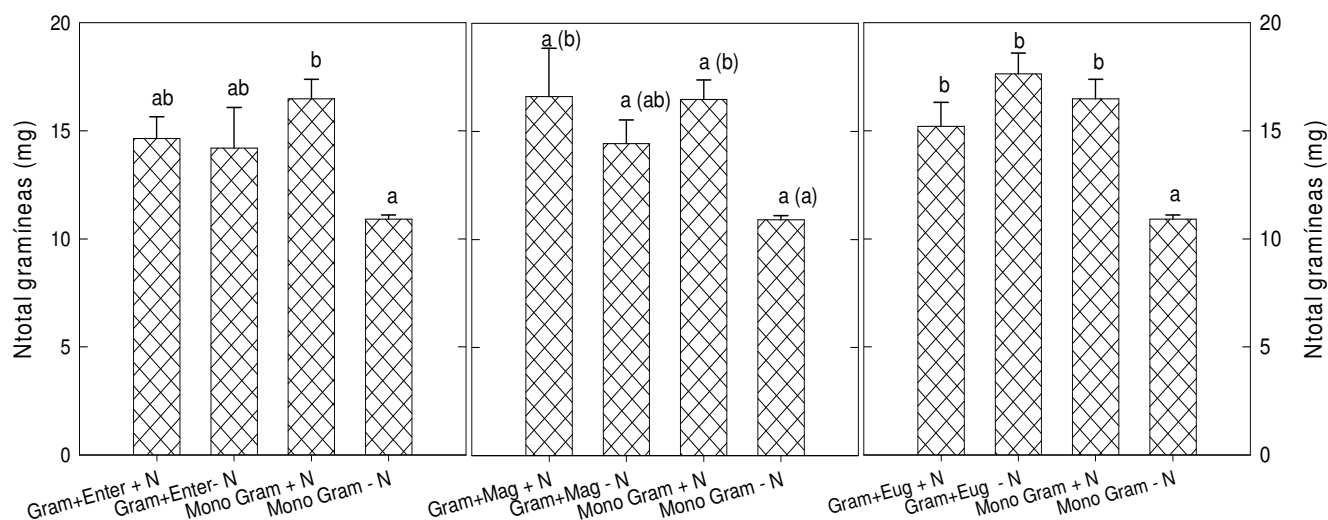 Ntotal gramíneas (mg)
20
15
10
5
0
ab
ab
b
a
Gram+Enter + N
Gram+Enter- N
Mono Gram + N
Mono Gram - N
a (b)
a (ab)
a (b)
a (a)
Gram+Mag + N
Gram+Mag - N
Mono Gram + N
Mono Gram - N
b
b
b
a
Gram+Eug + N
Gram+Eug - N
Mono Gram + N
Mono Gram - N
20
15
10
5
0
Ntotal gramíneas (mg)